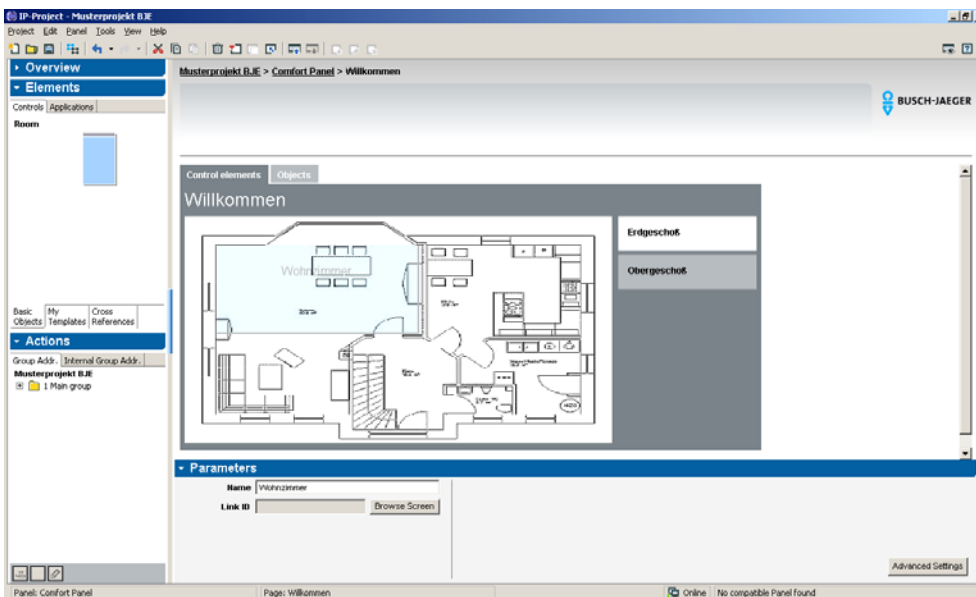 IP-Project - Musterprojekt BJE
Project Edit Panel Tools View Help
Overview
Elements
Controls Applications
Room
Basic Objects My Templates Cross References
Actions
Group Addr. Internal Group Addr.
Musterprojekt BJE
1 Main group
Musterprojekt BJE > Comfort Panel > Willkommen
BUSCH-JAEGER
Control elements Objects
Willkommen
Wohnzimmer
Erdgeschoß
Obergeschoß
Parameters
Name Wohnzimmer
Link ID Browse Screen
Advanced Settings
Panel: Comfort Panel Page: Willkommen Online No compatible Panel found